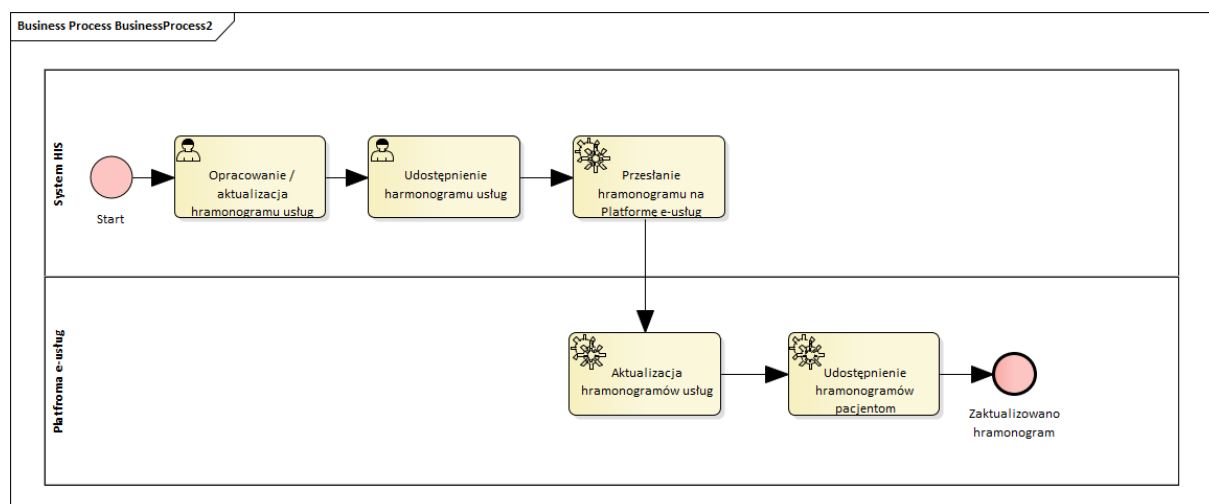 Business Process BusinessProcess2
System HIS
Start
Opracowanie /
aktualizacja
hramonogramu usług
Udostępnienie
harmonogramu usług
Przesłanie
hramonogramu na
Platformę e-usług
Platfroma e-usług
Aktualizacja
hramonogramów usług
Udostępnienie
hramonogramów
pacjentom
Zaktualizowano
hramonogram